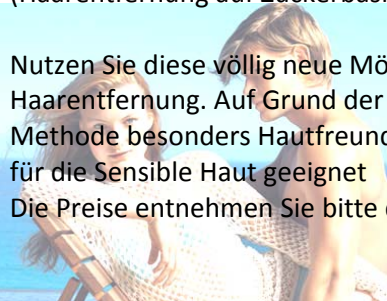 (Haarentfernung auf Zuckerbas
Nutzen Sie diese völlig neue Mö
Haarentfernung. Auf Grund der
Methode besonders Hautfreund
für die Sensible Haut geeignet
Die Preise entnehmen Sie bitte